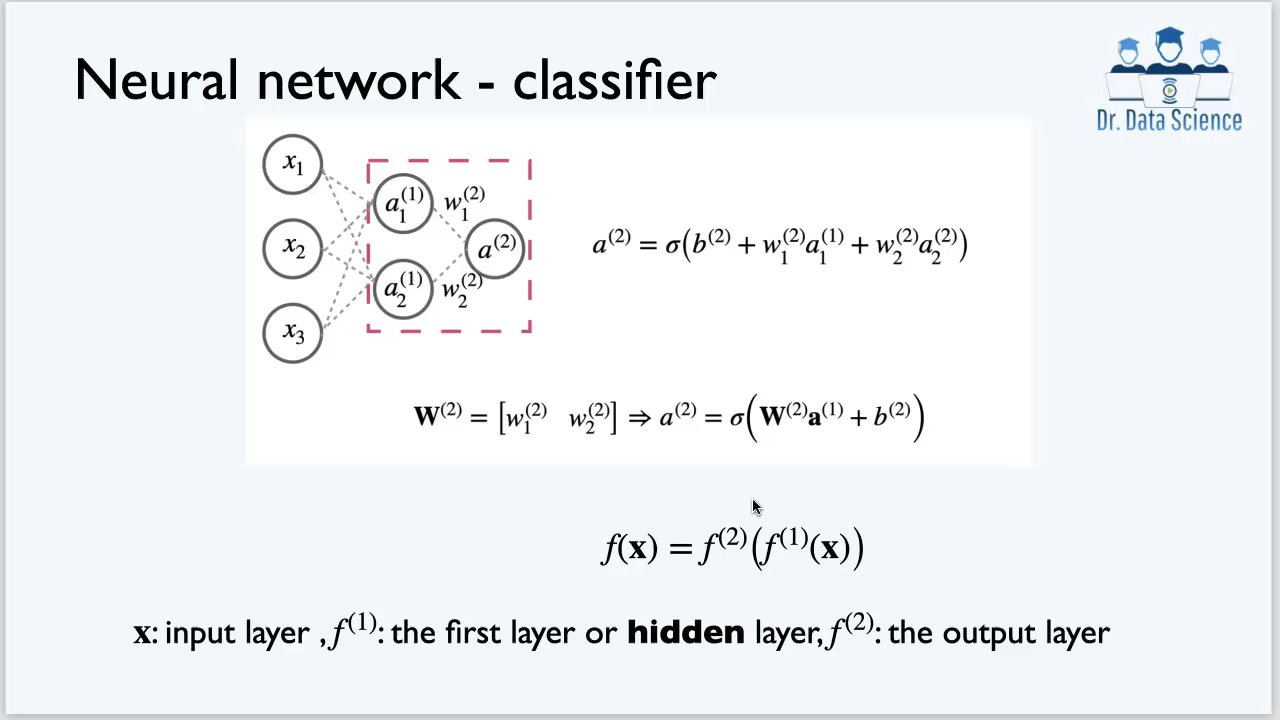 Neural network - classifier
Dr. Data Science
x₁
x₂
x₃
a₁⁽¹⁾
w₁⁽²⁾
a⁽²⁾
a₂⁽¹⁾
w₂⁽²⁾
a⁽²⁾ = σ(b⁽²⁾ + w₁⁽²⁾a₁⁽¹⁾ + w₂⁽²⁾a₂⁽²⁾)
W⁽²⁾ = [w₁⁽²⁾ w₂⁽²⁾] ⇒ a⁽²⁾ = σ(W⁽²⁾a⁽¹⁾ + b⁽²⁾)
f(x) = f⁽²⁾(f⁽¹⁾(x))
x: input layer ,f⁽¹⁾: the first layer or hidden layer,f⁽²⁾: the output layer